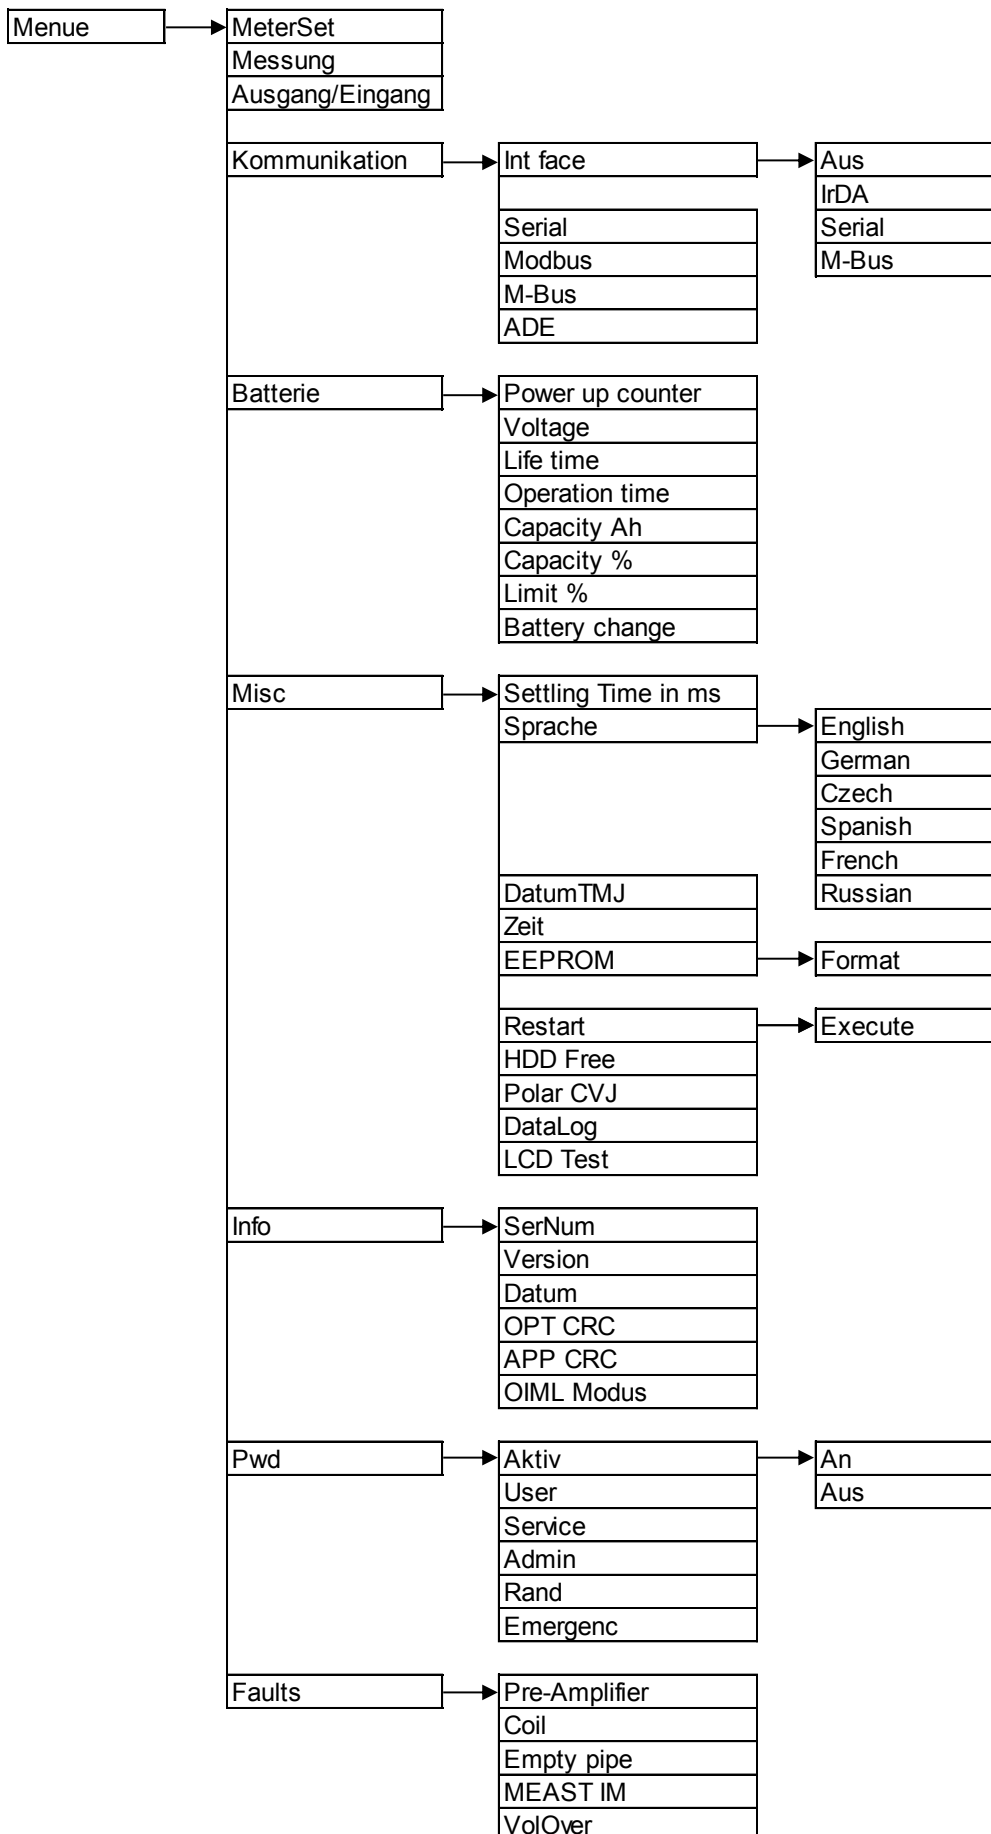 Menue
MeterSet
Messung
Ausgang/Eingang
Kommunikation
Int face
Aus
IrDA
Serial
Serial
Modbus
M-Bus
M-Bus
ADE
Batterie
Power up counter
Voltage
Life time
Operation time
Capacity Ah
Capacity %
Limit %
Battery change
Misc
Settling Time in ms
Sprache
English
German
Czech
Spanish
French
DatumTMJ
Russian
Zeit
EEPROM
Format
Restart
Execute
HDD Free
Polar CVJ
DataLog
LCD Test
Info
SerNum
Version
Datum
OPT CRC
APP CRC
OIML Modus
Pwd
Aktiv
An
User
Aus
Service
Admin
Rand
Emergenc
Faults
Pre-Amplifier
Coil
Empty pipe
MEAST IM
VolOver